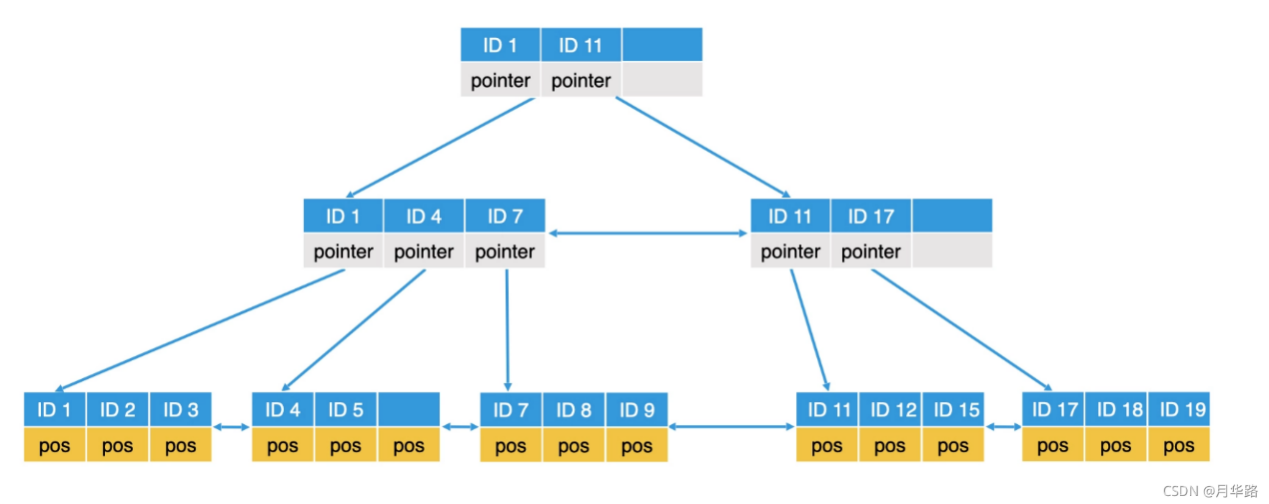 ID 1 ID 11
pointer pointer
ID 1 ID 4 ID 7 ID 11 ID 17
pointer pointer pointer pointer pointer
ID 1 ID 2 ID 3 ID 4 ID 5 ID 7 ID 8 ID 9 ID 11 ID 12 ID 15 ID 17 ID 18 ID 19
pos pos pos pos pos pos pos pos pos pos pos pos pos pos pos
CSDN @月华路